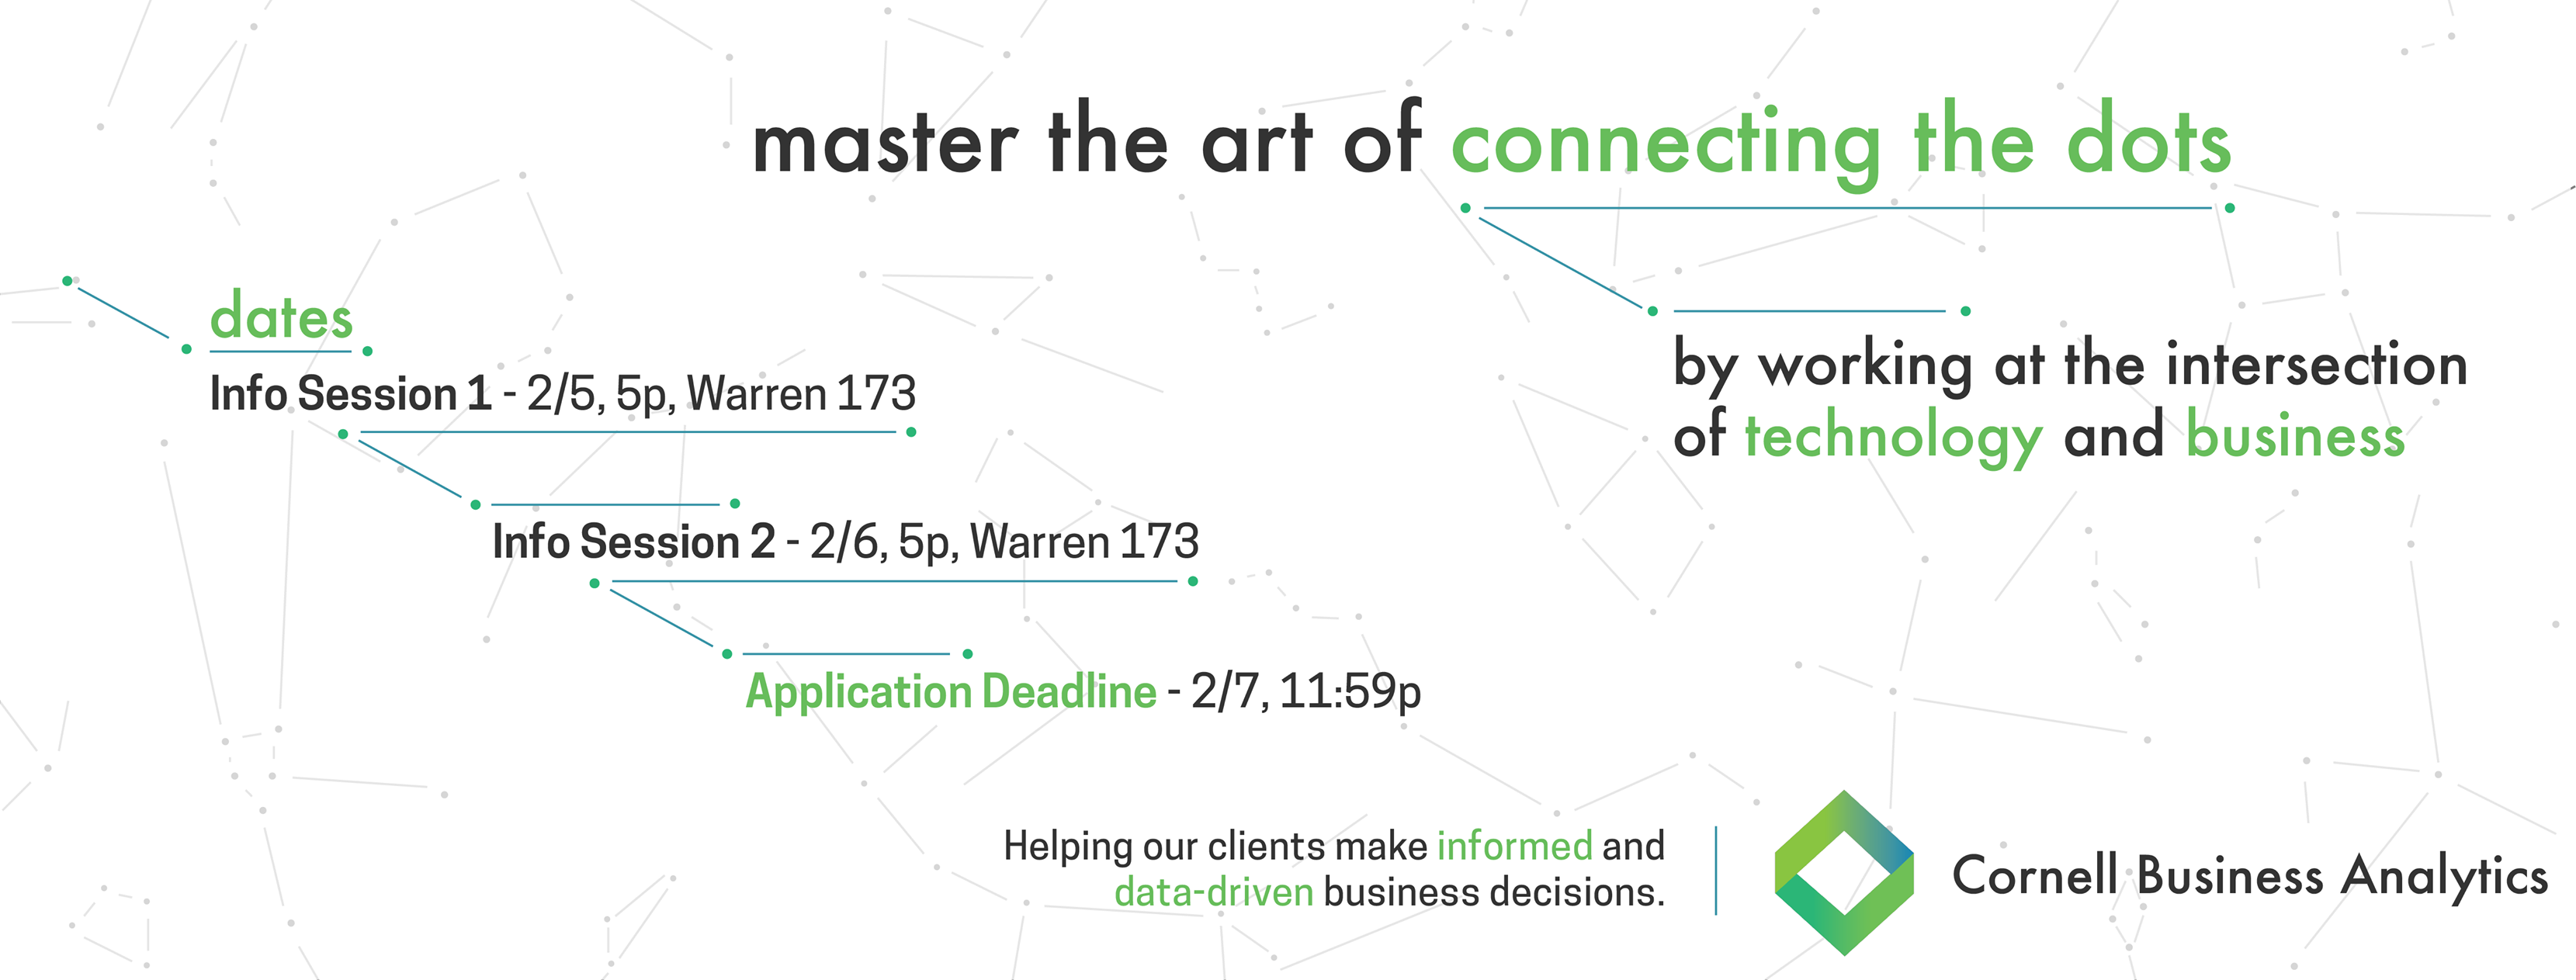 master the art of connecting the dots
by working at the intersection
of technology and business
dates
Info Session 1 - 2/5, 5p, Warren 173
Info Session 2 - 2/6, 5p, Warren 173
Application Deadline - 2/7, 11:59p
Helping our clients make informed and
data-driven business decisions.
Cornell Business Analytics